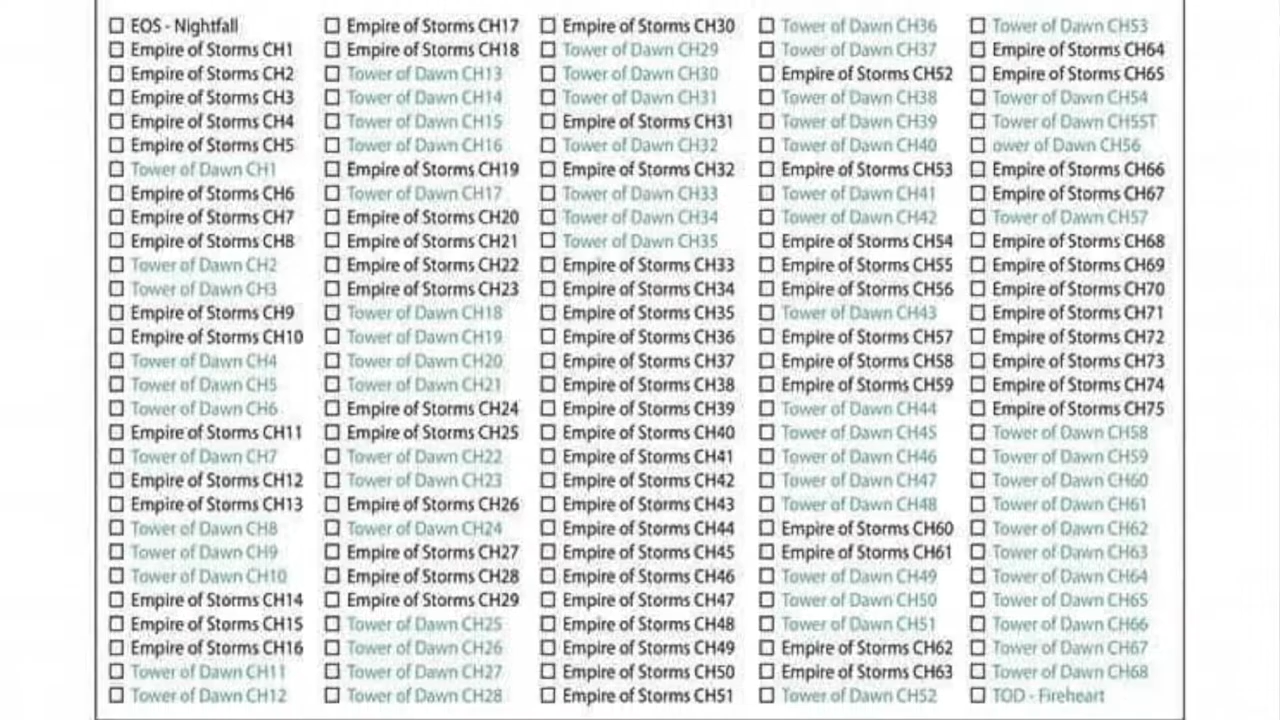 EOS - Nightfall
Empire of Storms CH1
Empire of Storms CH2
Empire of Storms CH3
Empire of Storms CH4
Empire of Storms CH5
Tower of Dawn CH1
Empire of Storms CH6
Empire of Storms CH7
Empire of Storms CH8
Tower of Dawn CH2
Tower of Dawn CH3
Empire of Storms CH9
Empire of Storms CH10
Tower of Dawn CH4
Tower of Dawn CH5
Tower of Dawn CH6
Empire of Storms CH11
Tower of Dawn CH7
Empire of Storms CH12
Empire of Storms CH13
Tower of Dawn CH8
Tower of Dawn CH9
Tower of Dawn CH10
Empire of Storms CH14
Empire of Storms CH15
Empire of Storms CH16
Tower of Dawn CH11
Tower of Dawn CH12
Empire of Storms CH17
Empire of Storms CH18
Tower of Dawn CH13
Tower of Dawn CH14
Tower of Dawn CH15
Tower of Dawn CH16
Empire of Storms CH19
Tower of Dawn CH17
Empire of Storms CH20
Empire of Storms CH21
Empire of Storms CH22
Empire of Storms CH23
Tower of Dawn CH18
Tower of Dawn CH19
Tower of Dawn CH20
Tower of Dawn CH21
Empire of Storms CH24
Empire of Storms CH25
Tower of Dawn CH22
Tower of Dawn CH23
Empire of Storms CH26
Tower of Dawn CH24
Empire of Storms CH27
Empire of Storms CH28
Empire of Storms CH29
Tower of Dawn CH25
Tower of Dawn CH26
Tower of Dawn CH27
Tower of Dawn CH28
Empire of Storms CH30
Tower of Dawn CH29
Tower of Dawn CH30
Tower of Dawn CH31
Empire of Storms CH31
Tower of Dawn CH32
Empire of Storms CH32
Tower of Dawn CH33
Tower of Dawn CH34
Tower of Dawn CH35
Empire of Storms CH33
Empire of Storms CH34
Empire of Storms CH35
Empire of Storms CH36
Empire of Storms CH37
Empire of Storms CH38
Empire of Storms CH39
Empire of Storms CH40
Empire of Storms CH41
Empire of Storms CH42
Empire of Storms CH43
Empire of Storms CH44
Empire of Storms CH45
Empire of Storms CH46
Empire of Storms CH47
Empire of Storms CH48
Empire of Storms CH49
Empire of Storms CH50
Empire of Storms CH51
Tower of Dawn CH36
Tower of Dawn CH37
Empire of Storms CH52
Tower of Dawn CH38
Tower of Dawn CH39
Tower of Dawn CH40
Empire of Storms CH53
Tower of Dawn CH41
Tower of Dawn CH42
Empire of Storms CH54
Empire of Storms CH55
Empire of Storms CH56
Tower of Dawn CH43
Empire of Storms CH57
Empire of Storms CH58
Empire of Storms CH59
Tower of Dawn CH44
Tower of Dawn CH45
Tower of Dawn CH46
Tower of Dawn CH47
Tower of Dawn CH48
Empire of Storms CH60
Empire of Storms CH61
Tower of Dawn CH49
Tower of Dawn CH50
Tower of Dawn CH51
Empire of Storms CH62
Empire of Storms CH63
Tower of Dawn CH52
Tower of Dawn CH53
Empire of Storms CH64
Empire of Storms CH65
Tower of Dawn CH54
Tower of Dawn CH55T
ower of Dawn CH56
Empire of Storms CH66
Empire of Storms CH67
Tower of Dawn CH57
Empire of Storms CH68
Empire of Storms CH69
Empire of Storms CH70
Empire of Storms CH71
Empire of Storms CH72
Empire of Storms CH73
Empire of Storms CH74
Empire of Storms CH75
Tower of Dawn CH58
Tower of Dawn CH59
Tower of Dawn CH60
Tower of Dawn CH61
Tower of Dawn CH62
Tower of Dawn CH63
Tower of Dawn CH64
Tower of Dawn CH65
Tower of Dawn CH66
Tower of Dawn CH67
Tower of Dawn CH68
TOD - Fireheart